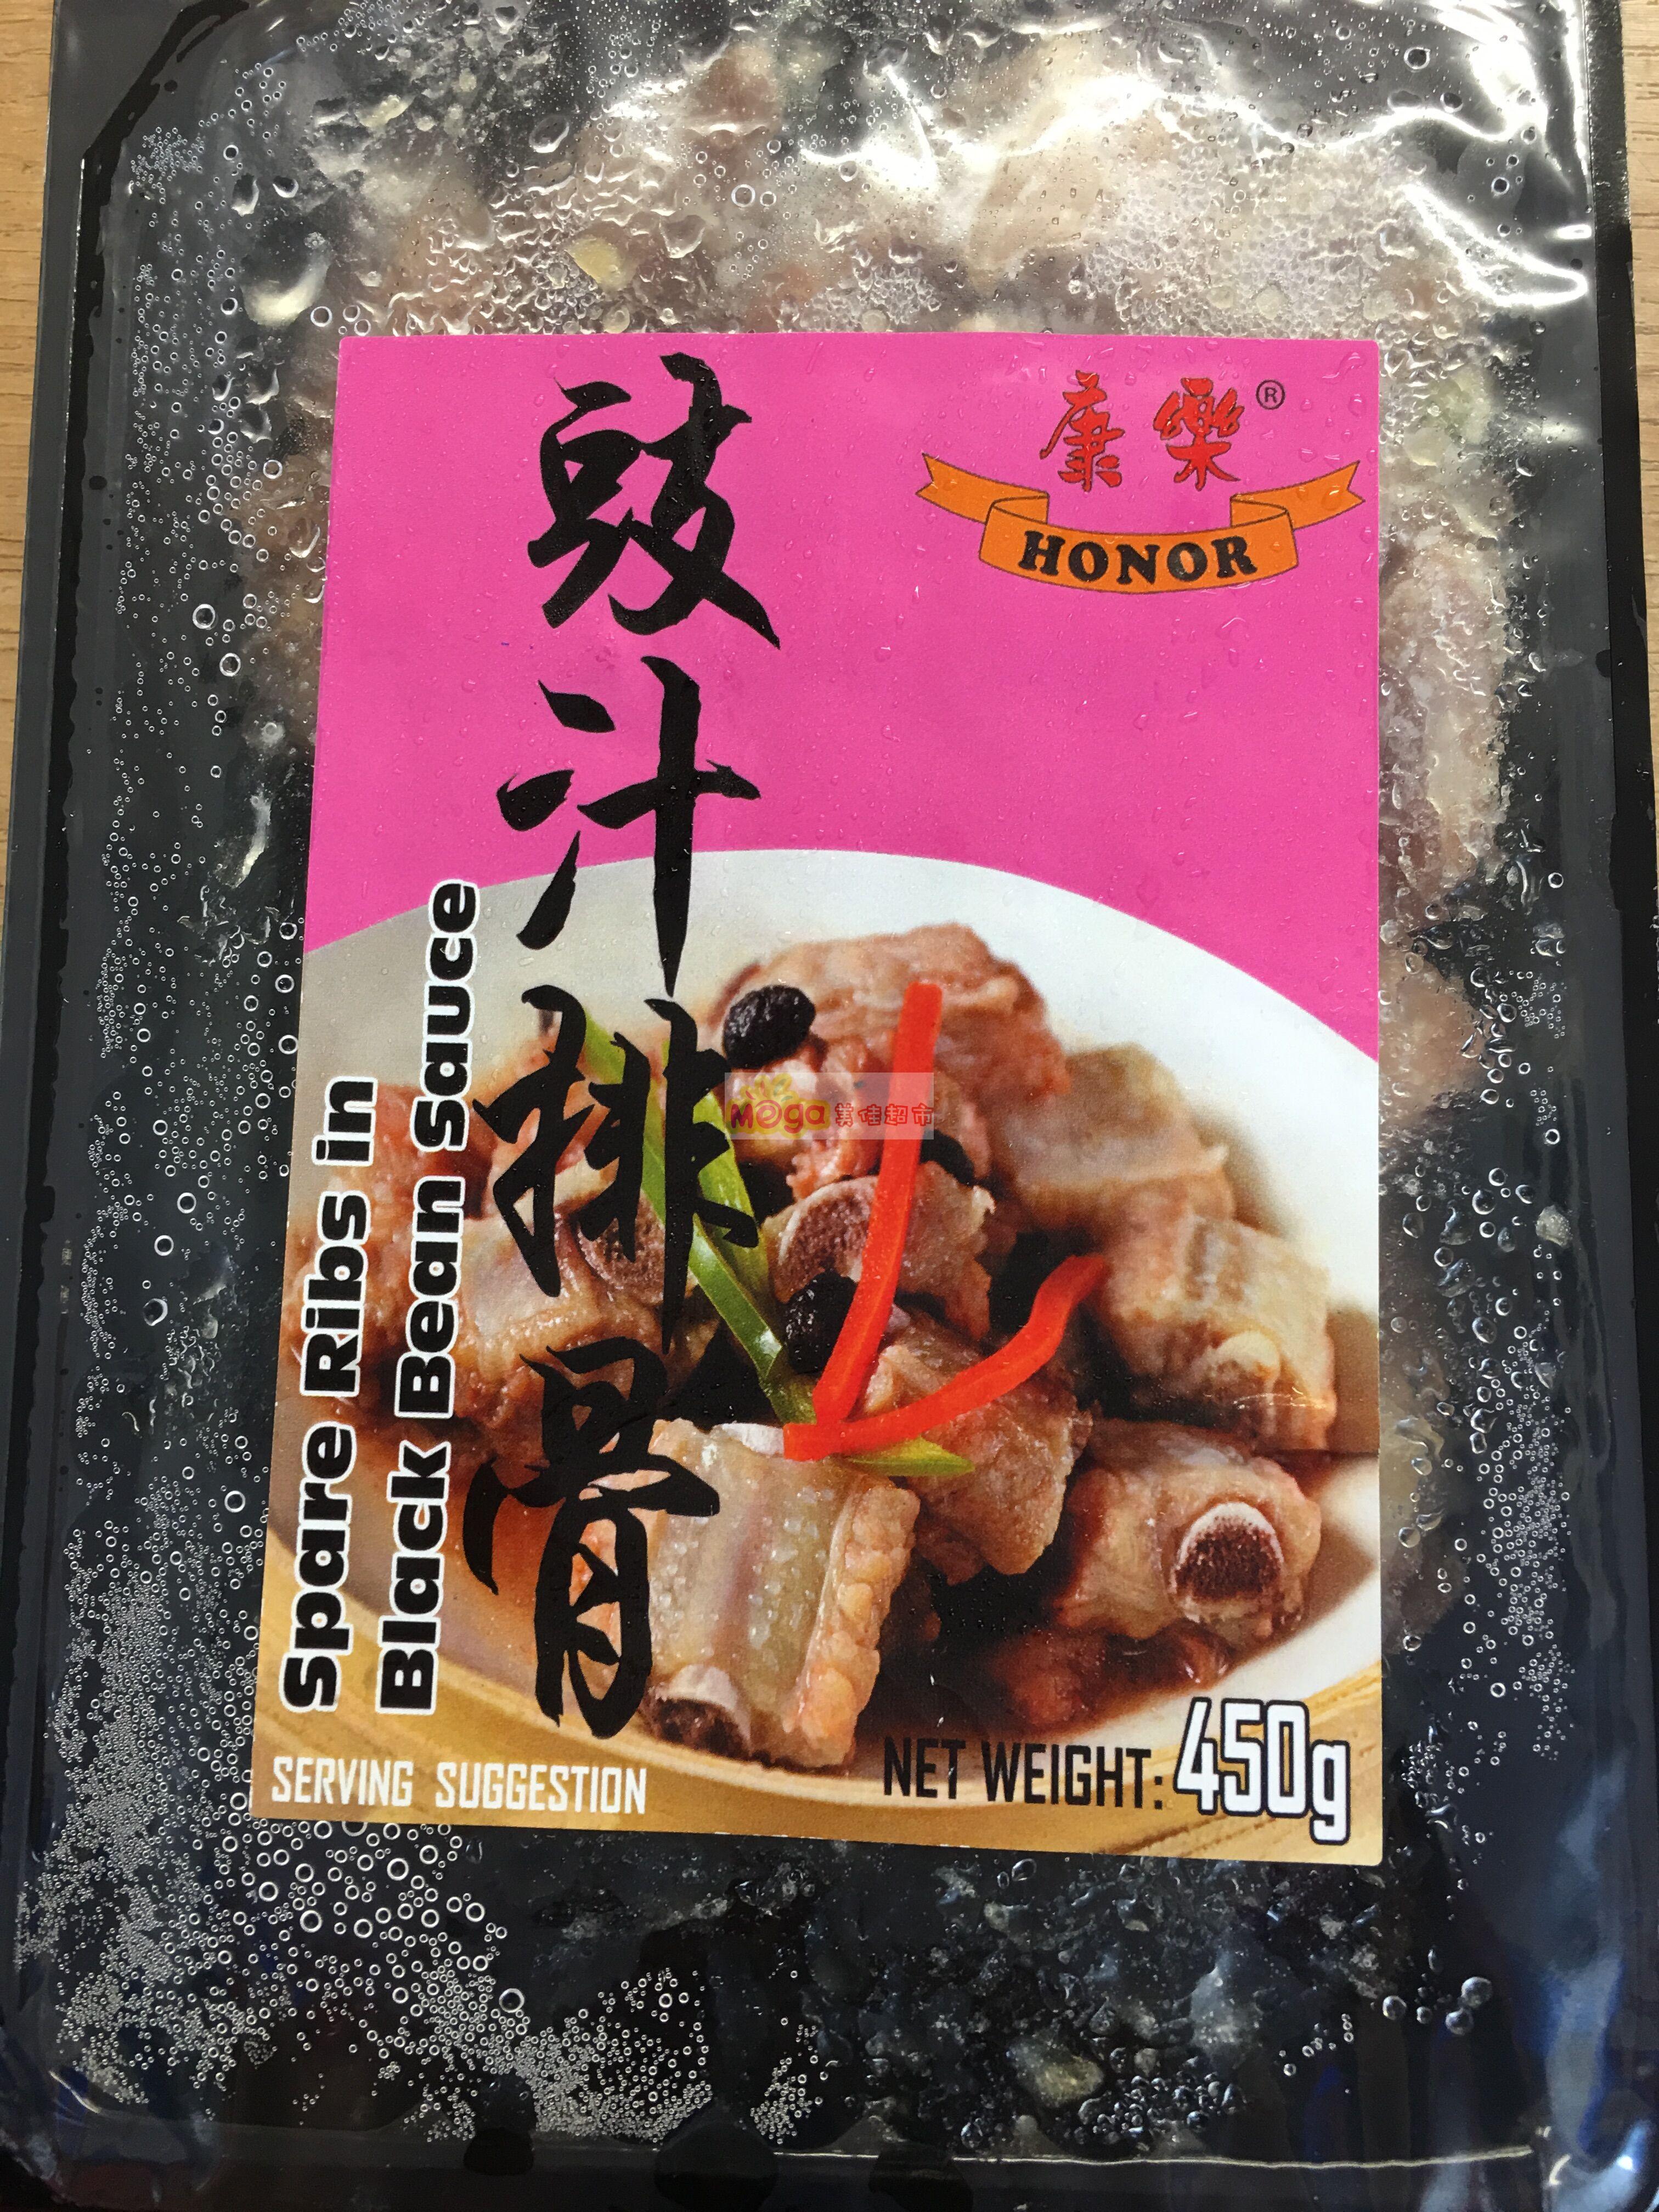 康樂®
HONOR
豉汁排骨
Spare Ribs in
Black Bean Sauce
Mega 美佳超市
SERVING SUGGESTION
NET WEIGHT: 450g